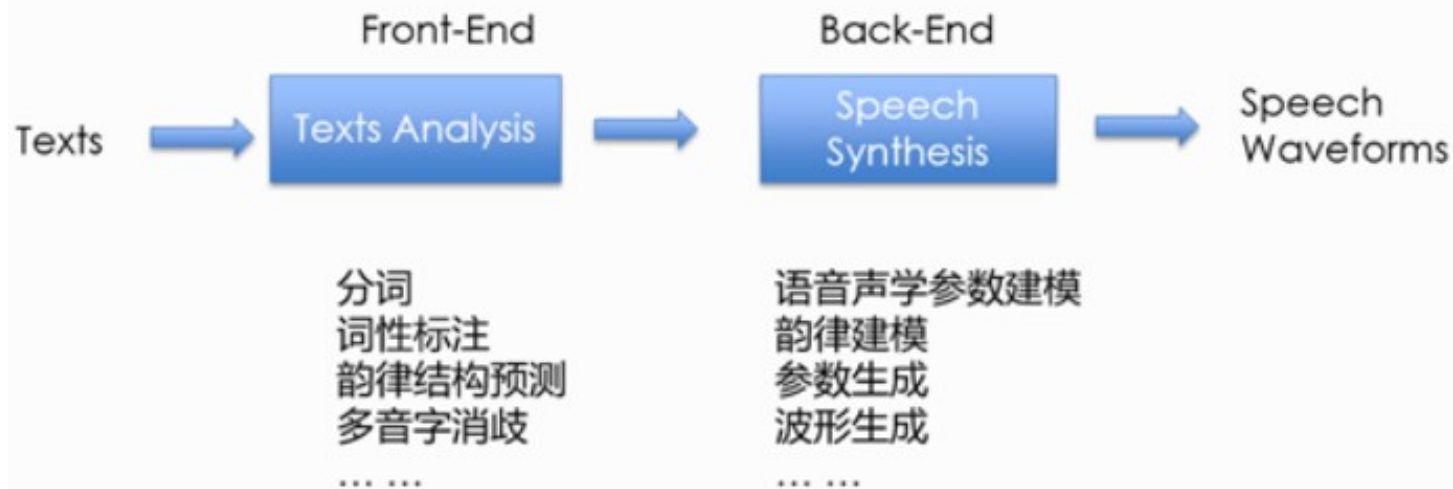 Front-End
Back-End
Texts
Texts Analysis
Speech
Synthesis
Speech
Waveforms
分词
词性标注
韵律结构预测
多音字消歧
... ...
语音声学参数建模
韵律建模
参数生成
波形生成
... ...